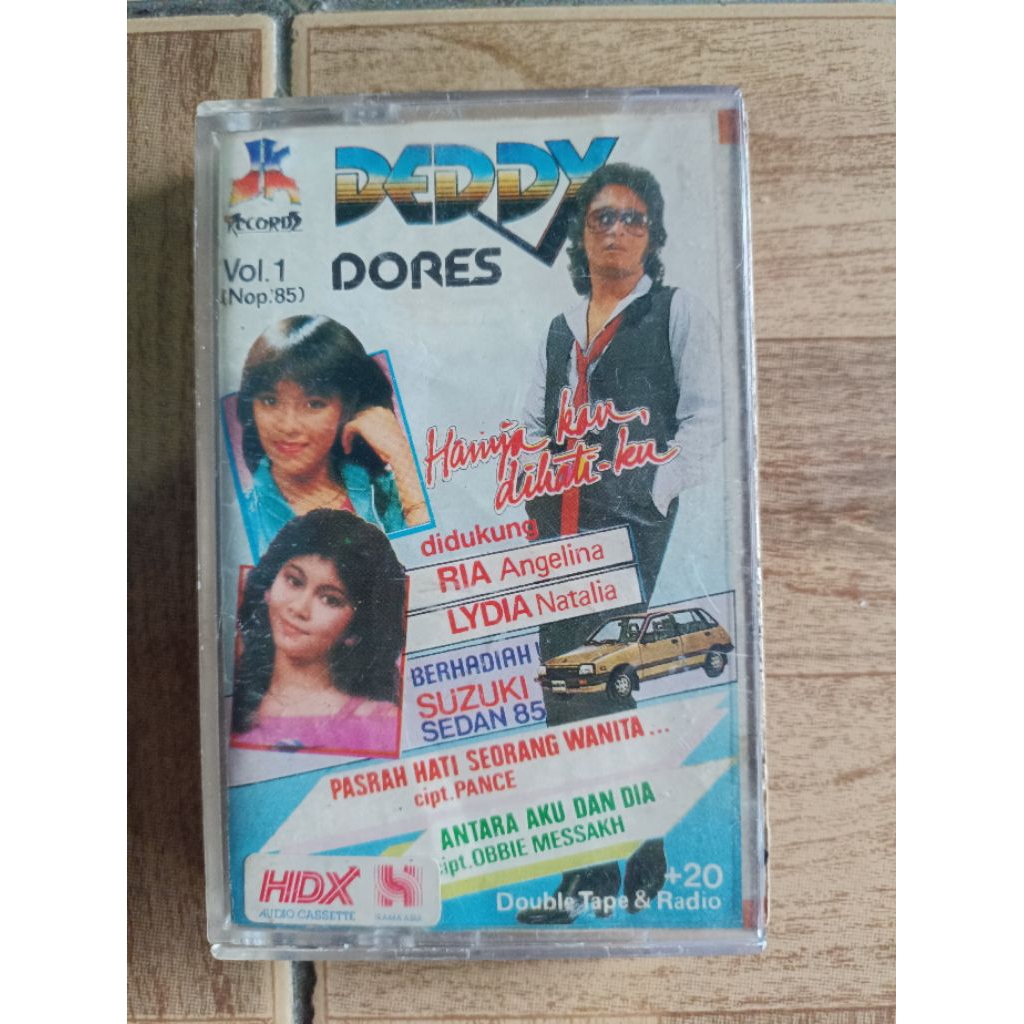 JK
RECORDS
DEDDY
DORES
Vol.1
(Nop.'85)
Hanya kau,
dihati-ku
didukung
RIA Angelina
LYDIA Natalia
BERHADIAH!
SUZUKI
SEDAN 85
PASRAH HATI SEORANG WANITA ...
cipt.PANCE
ANTARA AKU DAN DIA
cipt.OBBIE MESSAKH
+20
Double Tape & Radio
HDX
AUDIO CASSETTE